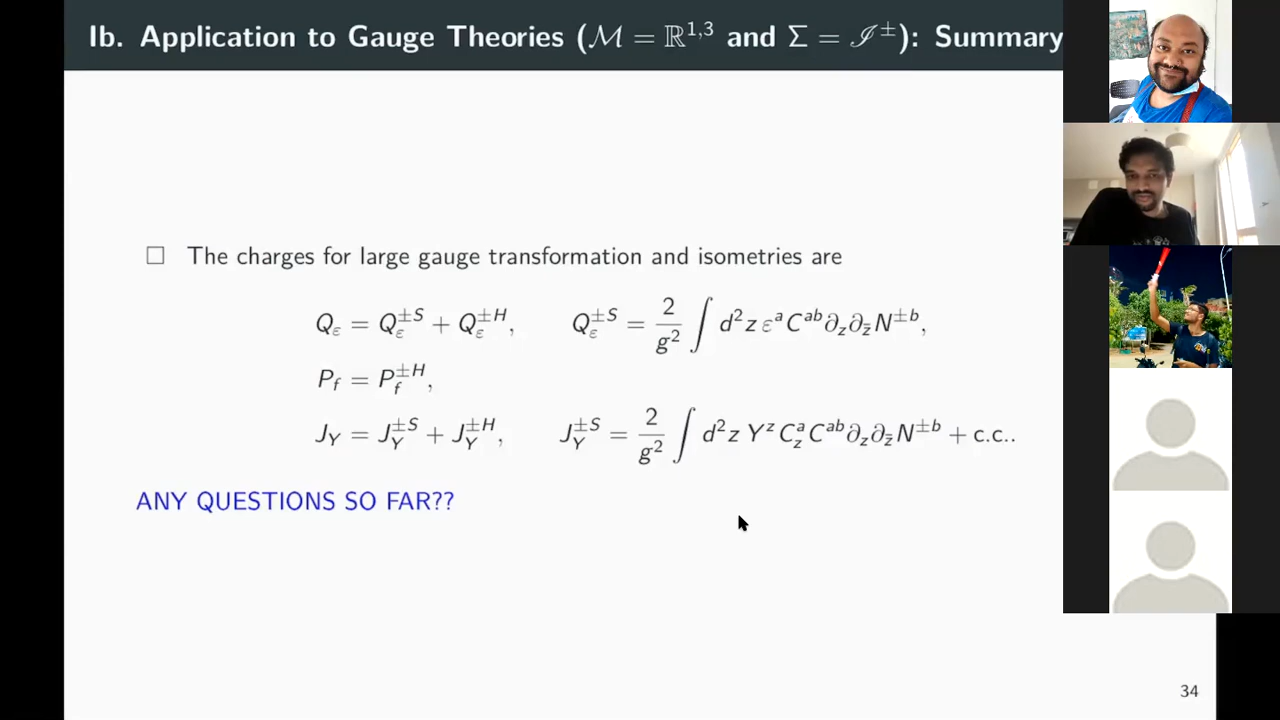 Ib. Application to Gauge Theories (ℳ = ℝ^{1,3} and Σ = ℐ^±): Summary
□ The charges for large gauge transformation and isometries are
Q_ε = Q_ε^{±S} + Q_ε^{±H}, Q_ε^{±S} = \frac{2}{g^2} ∫ d^2z ε^a C^{ab} ∂_z ∂_{\bar z} N^{±b},
P_f = P_f^{±H},
J_Y = J_Y^{±S} + J_Y^{±H}, J_Y^{±S} = \frac{2}{g^2} ∫ d^2z Y^z C_z^a C^{ab} ∂_z ∂_{\bar z} N^{±b} + c.c..
ANY QUESTIONS SO FAR??
34